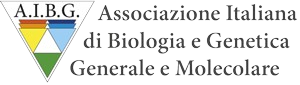 A.I.B.G.
Associazione Italiana
di Biologia e Genetica
Generale e Molecolare